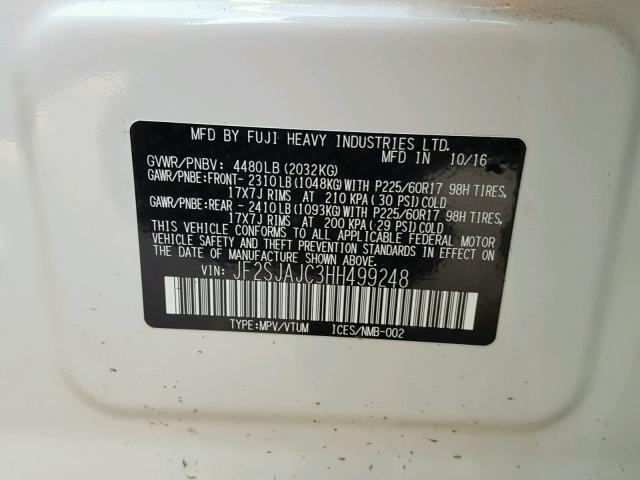 MFD BY FUJI HEAVY INDUSTRIES LTD.
MFD IN 10/16
GVWR/PNBV: 4480LB(2032KG)
GAWR/PNBE:FRONT- 2310LB(1048KG)WITH P225/60R17 98H TIRES,
17X7J RIMS AT 210 KPA( 30 PSI)COLD
GAWR/PNBE:REAR - 2410LB(1093KG)WITH P225/60R17 98H TIRES,
17X7J RIMS AT 200 KPA( 29 PSI)COLD
THIS VEHICLE CONFORMS TO ALL APPLICABLE FEDERAL MOTOR
VEHICLE SAFETY AND THEFT PREVENTION STANDARDS IN EFFECT ON
DATE OF MANUFACTURE SHOWN ABOVE.
VIN: JF2SJAJC3HH499248
TYPE:MPV/VTUM ICES/NMB-002